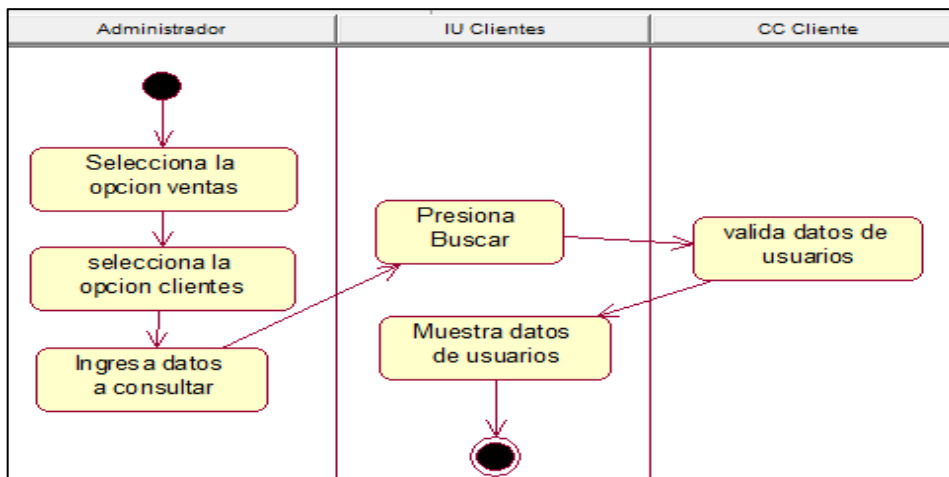 Administrador
IU Clientes
CC Cliente
Selecciona la
opcion ventas
selecciona la
opcion clientes
Ingresa datos
a consultar
Presiona
Buscar
valida datos de
usuarios
Muestra datos
de usuarios